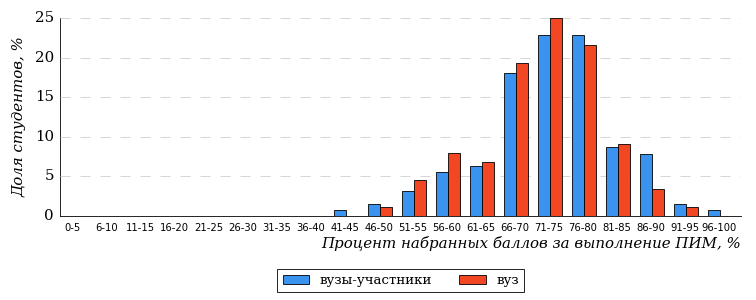 Доля студентов, %
25
20
15
10
5
0
0-5 6-10 11-15 16-20 21-25 26-30 31-35 36-40 41-45 46-50 51-55 56-60 61-65 66-70 71-75 76-80 81-85 86-90 91-95 96-100
Процент набранных баллов за выполнение ПИМ, %
вузы-участники вуз